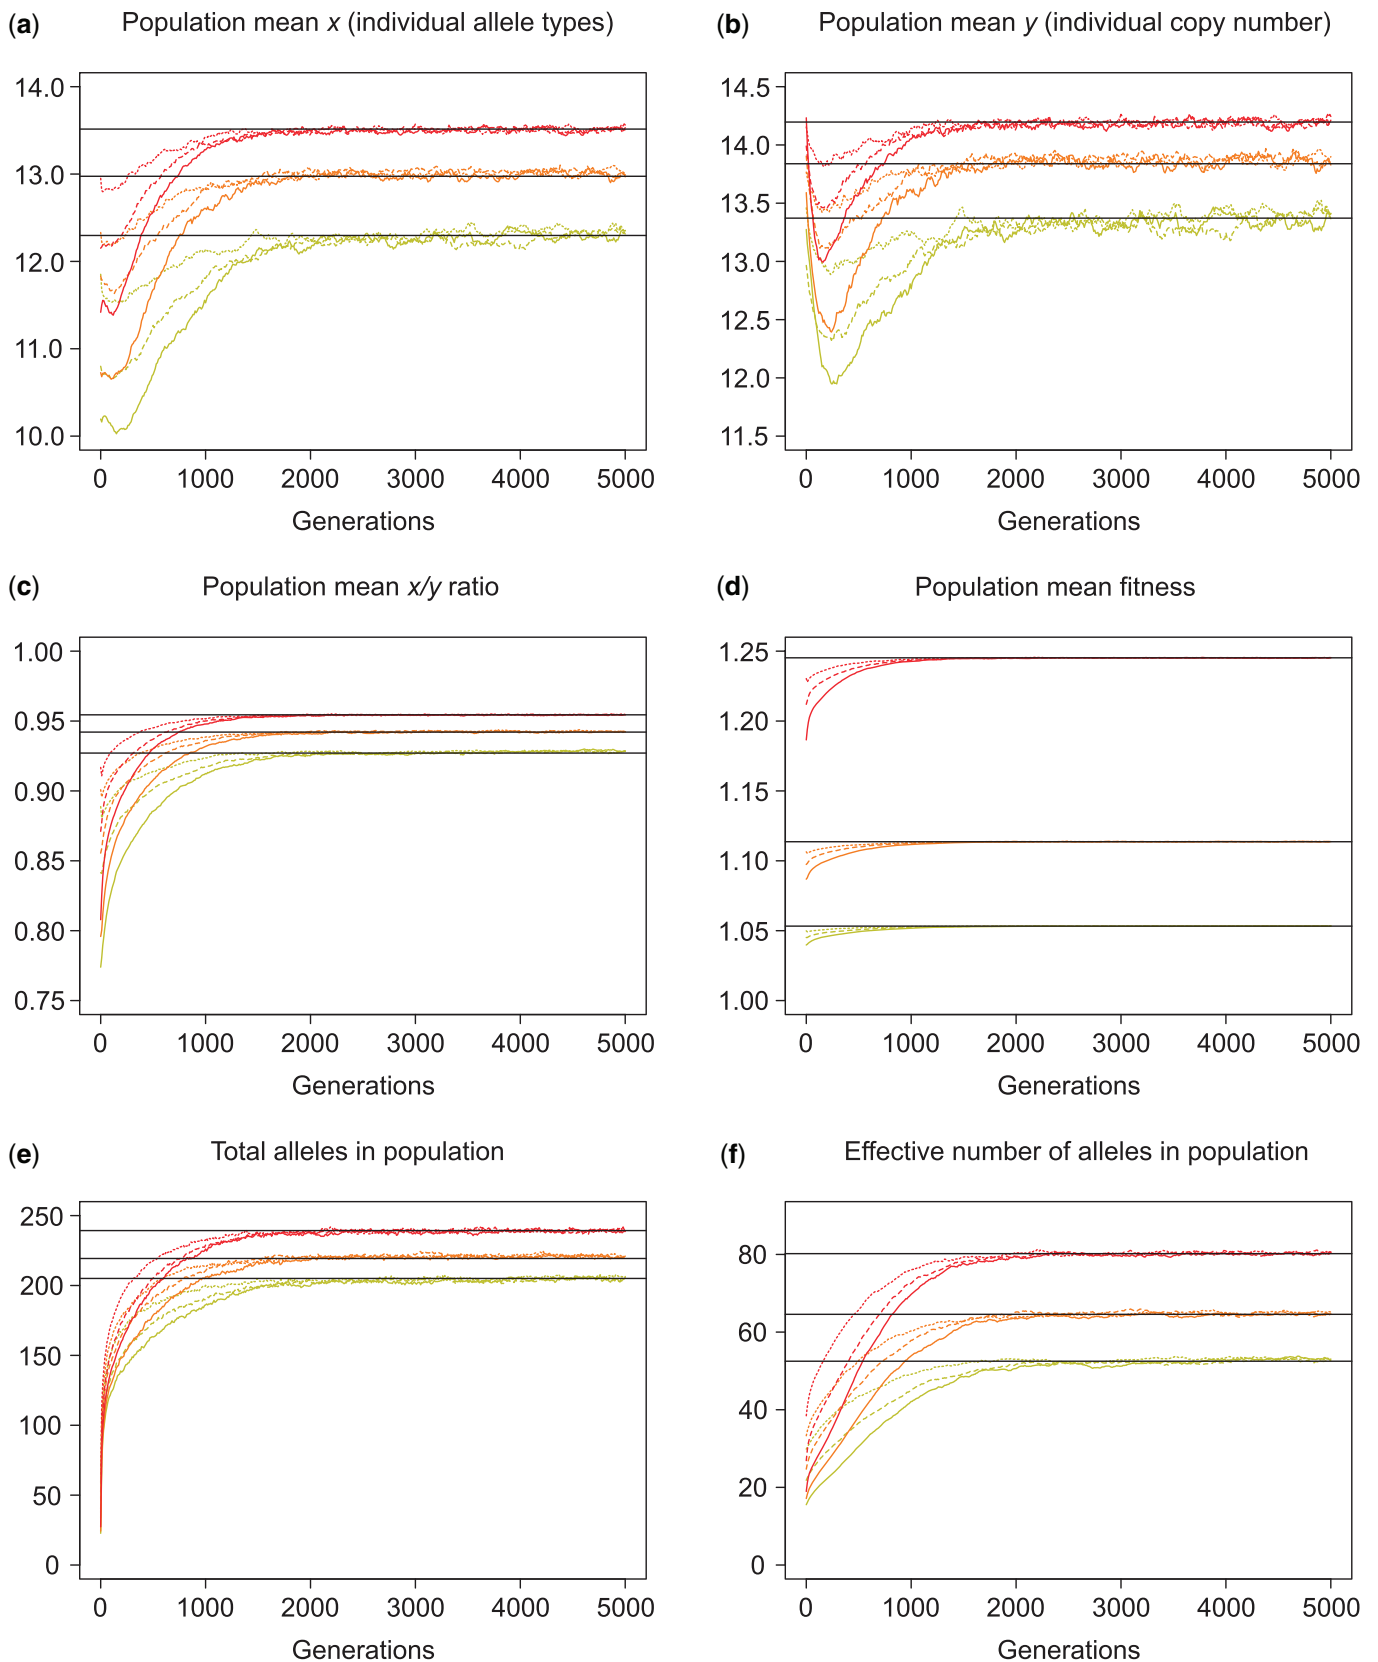 (a) Population mean x (individual allele types)
14.0
13.0
12.0
11.0
10.0
0 1000 2000 3000 4000 5000
Generations
(b) Population mean y (individual copy number)
14.5
14.0
13.5
13.0
12.5
12.0
11.5
0 1000 2000 3000 4000 5000
Generations
(c) Population mean x/y ratio
1.00
0.95
0.90
0.85
0.80
0.75
0 1000 2000 3000 4000 5000
Generations
(d) Population mean fitness
1.25
1.20
1.15
1.10
1.05
1.00
0 1000 2000 3000 4000 5000
Generations
(e) Total alleles in population
250
200
150
100
50
0
0 1000 2000 3000 4000 5000
Generations
(f) Effective number of alleles in population
80
60
40
20
0
0 1000 2000 3000 4000 5000
Generations